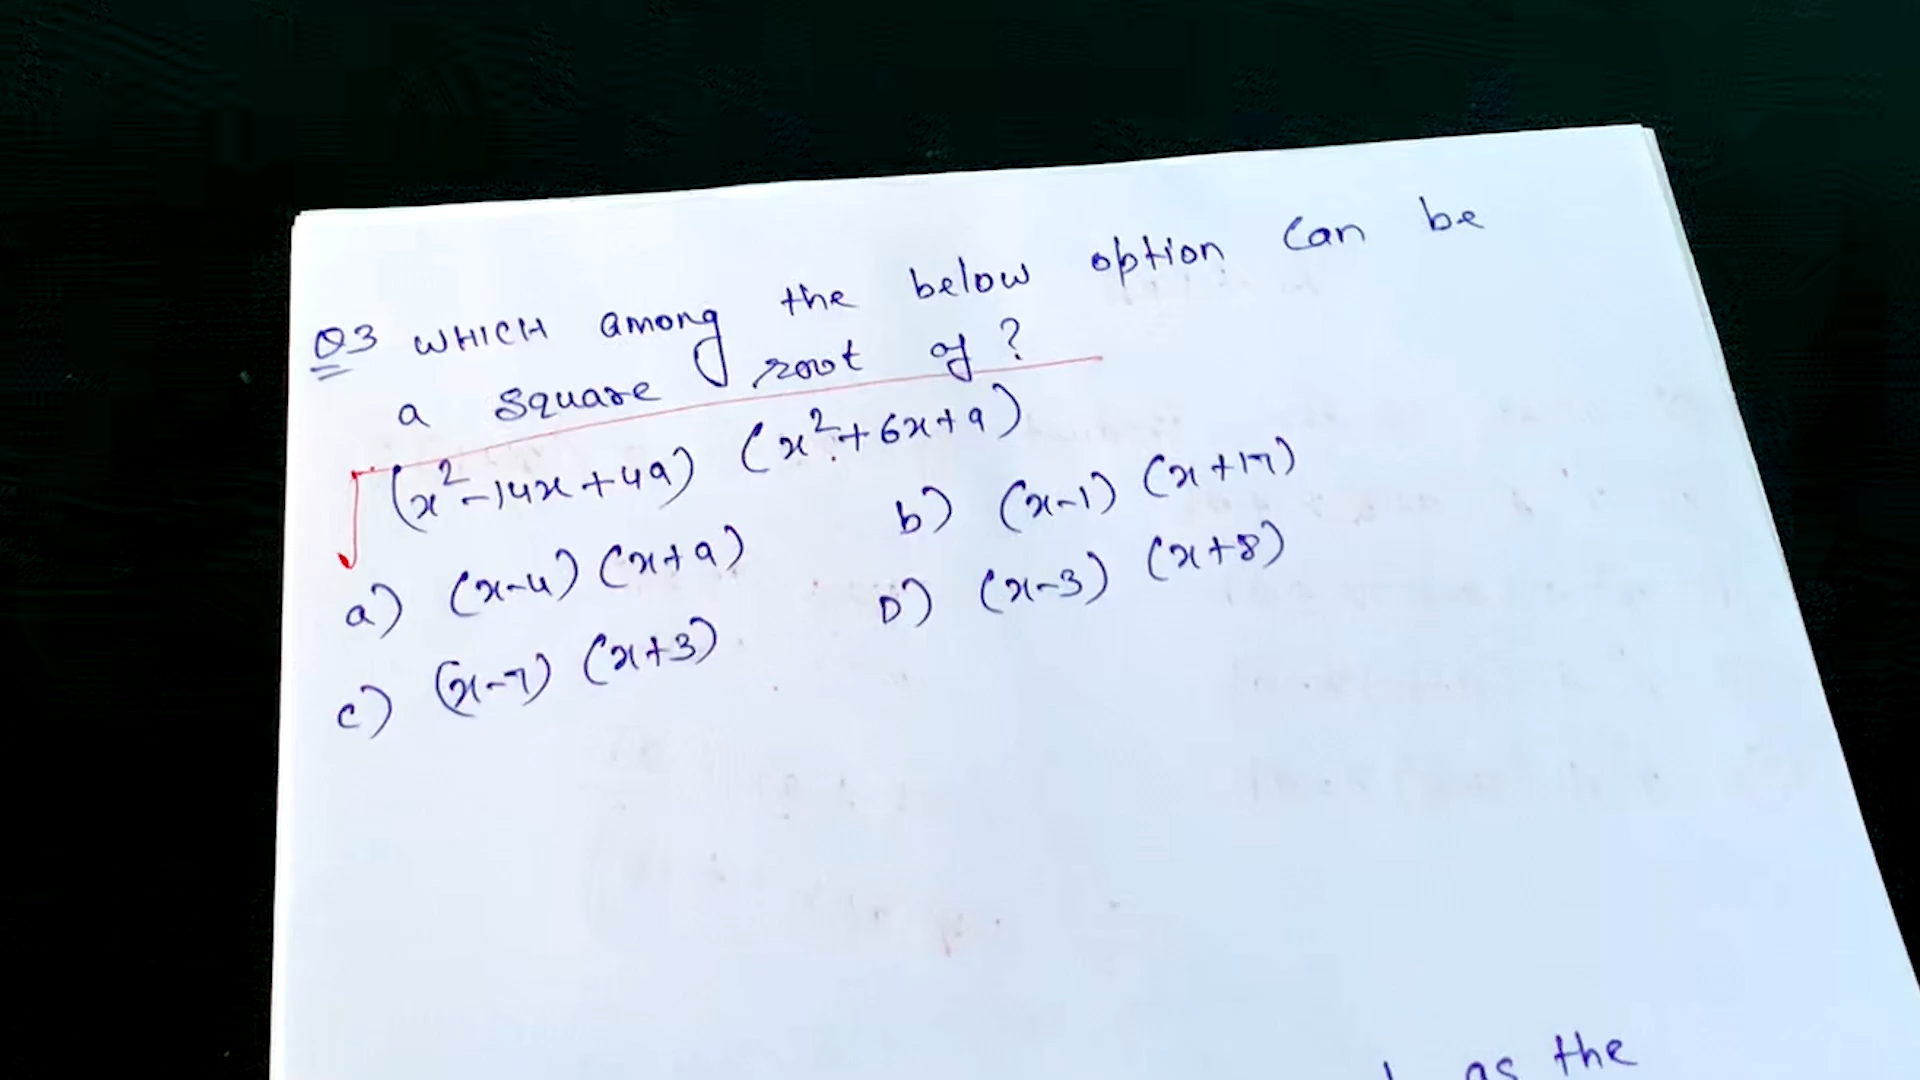 Q3 WHICH among the below option can be
a square root of ?
√(x²-14x+49) (x²+6x+9)
a) (x-4) (x+9) b) (x-1) (x+17)
c) (x-7) (x+3) D) (x-3) (x+8)
as the